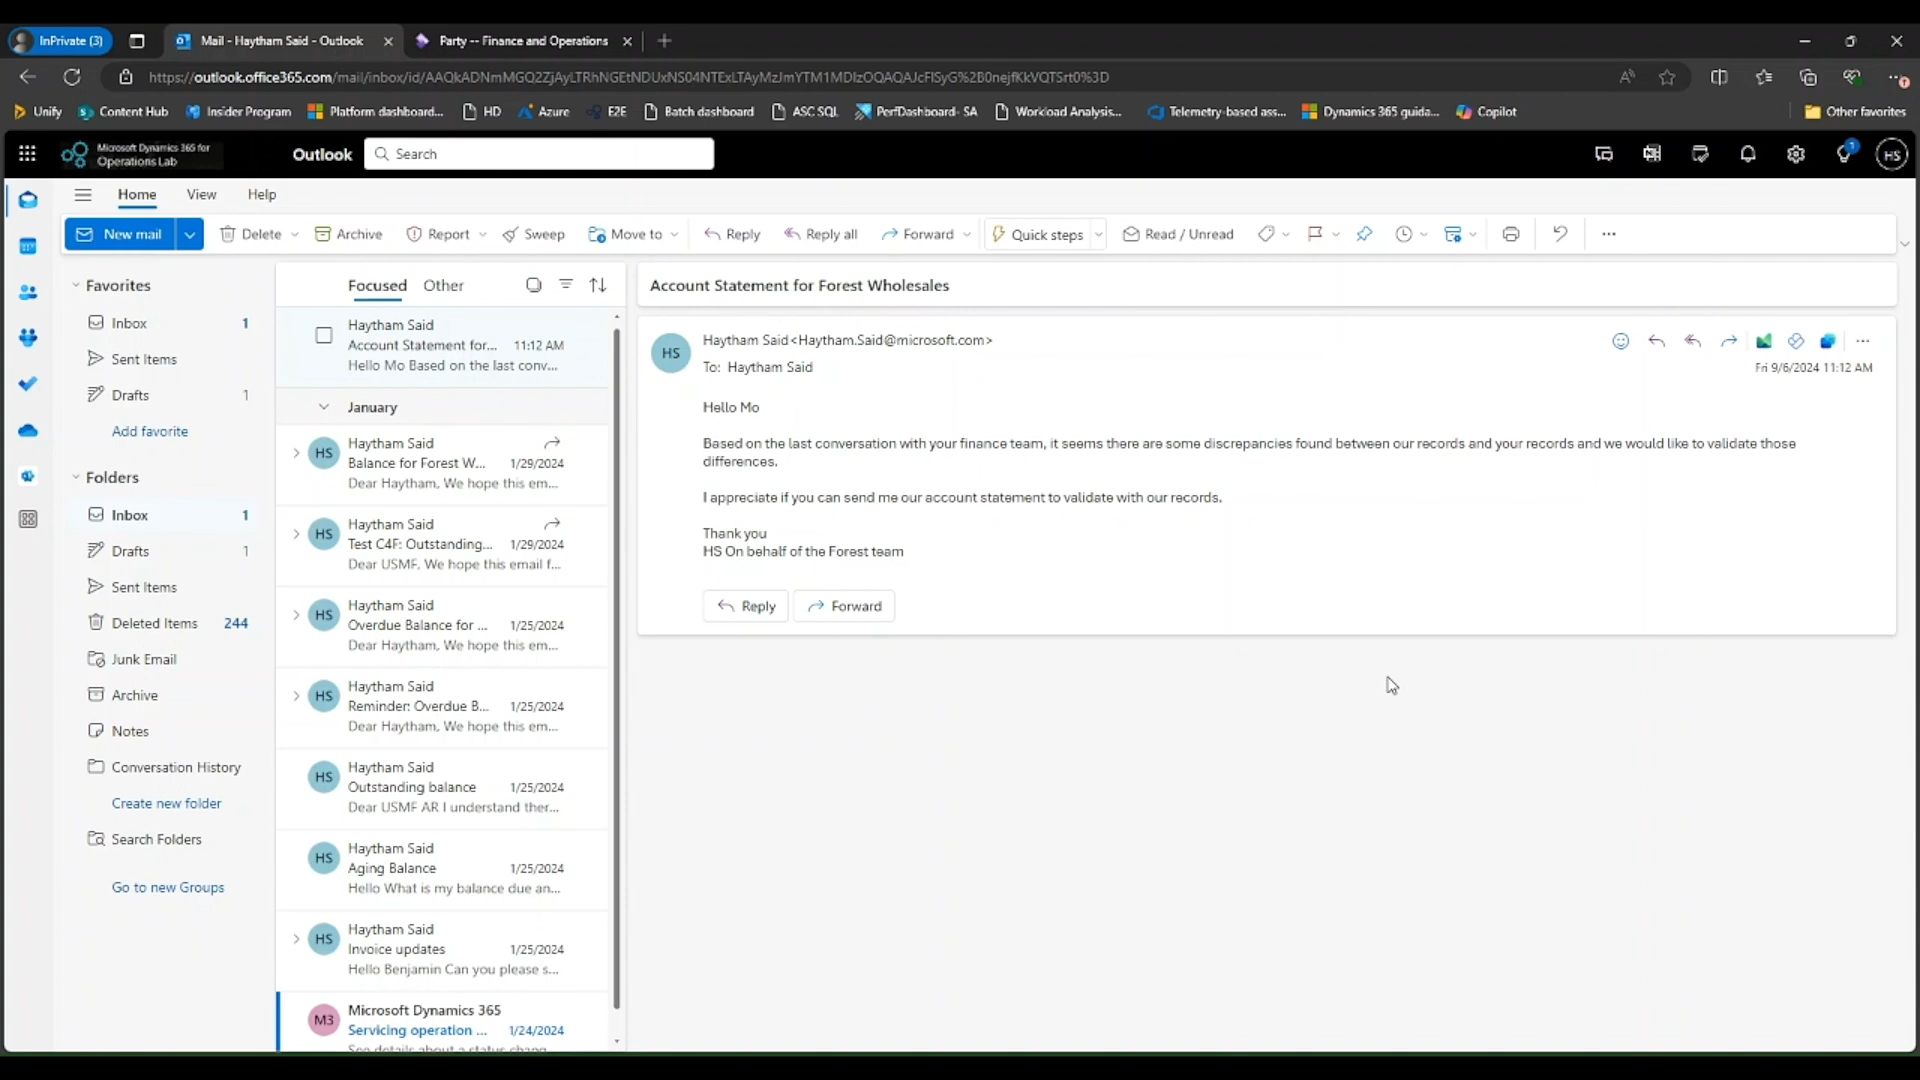 InPrivate (3)
Mail - Haytham Said - Outlook
Party -- Finance and Operations
https://outlook.office365.com/mail/inbox/id/
Unify
Content Hub
Insider Program
Platform dashboard...
HD
Azure
E2E
Batch dashboard
ASC SQL
PerfDashboard- SA
Workload Analysis...
Telemetry-based ass...
Dynamics 365 guida...
Copilot
Other favorites
Microsoft Dynamics 365 for
Operations Lab
Outlook
Search
1
HS
Home
View
Help
New mail
Delete
Archive
Report
Sweep
Move to
Reply
Reply all
Forward
Quick steps
Read / Unread
Favorites
Inbox 1
Sent Items
Drafts 1
Add favorite
Folders
Inbox 1
Drafts 1
Sent Items
Deleted Items 244
Junk Email
Archive
Notes
Conversation History
Create new folder
Search Folders
Go to new Groups
Focused
Other
Haytham Said
Account Statement for... 11:12 AM
Hello Mo Based on the last conv...
January
HS
Haytham Said
Balance for Forest W... 1/29/2024
Dear Haytham, We hope this em...
HS
Haytham Said
Test C4F: Outstanding... 1/29/2024
Dear USMF, We hope this email f...
HS
Haytham Said
Overdue Balance for ... 1/25/2024
Dear Haytham, We hope this em...
HS
Haytham Said
Reminder: Overdue B... 1/25/2024
Dear Haytham, We hope this em...
HS
Haytham Said
Outstanding balance 1/25/2024
Dear USMF AR I understand ther...
HS
Haytham Said
Aging Balance 1/25/2024
Hello What is my balance due an...
HS
Haytham Said
Invoice updates 1/25/2024
Hello Benjamin Can you please s...
M3
Microsoft Dynamics 365
Servicing operation ... 1/24/2024
See details about a status chang...
Account Statement for Forest Wholesales
HS
Haytham Said<Haytham.Said@microsoft.com>
To: Haytham Said
Fri 9/6/2024 11:12 AM
Hello Mo
Based on the last conversation with your finance team, it seems there are some discrepancies found between our records and your records and we would like to validate those
differences.
I appreciate if you can send me our account statement to validate with our records.
Thank you
HS On behalf of the Forest team
Reply
Forward